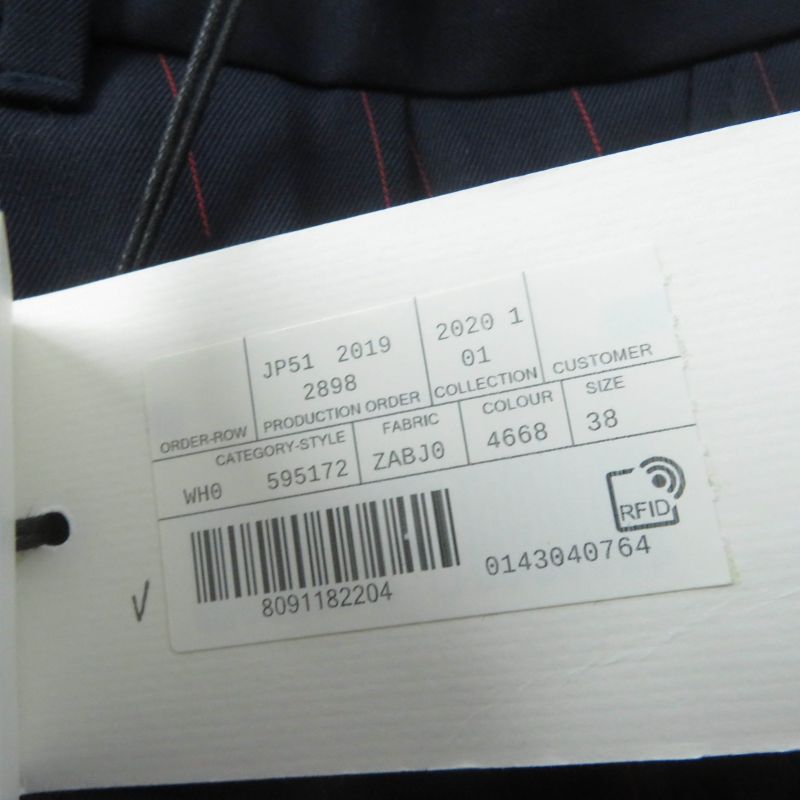 JP51 2019
2898
2020 1
01
ORDER-ROW PRODUCTION ORDER COLLECTION CUSTOMER
CATEGORY-STYLE FABRIC COLOUR SIZE
WH0 595172 ZABJ0 4668 38
RFID
8091182204 0143040764